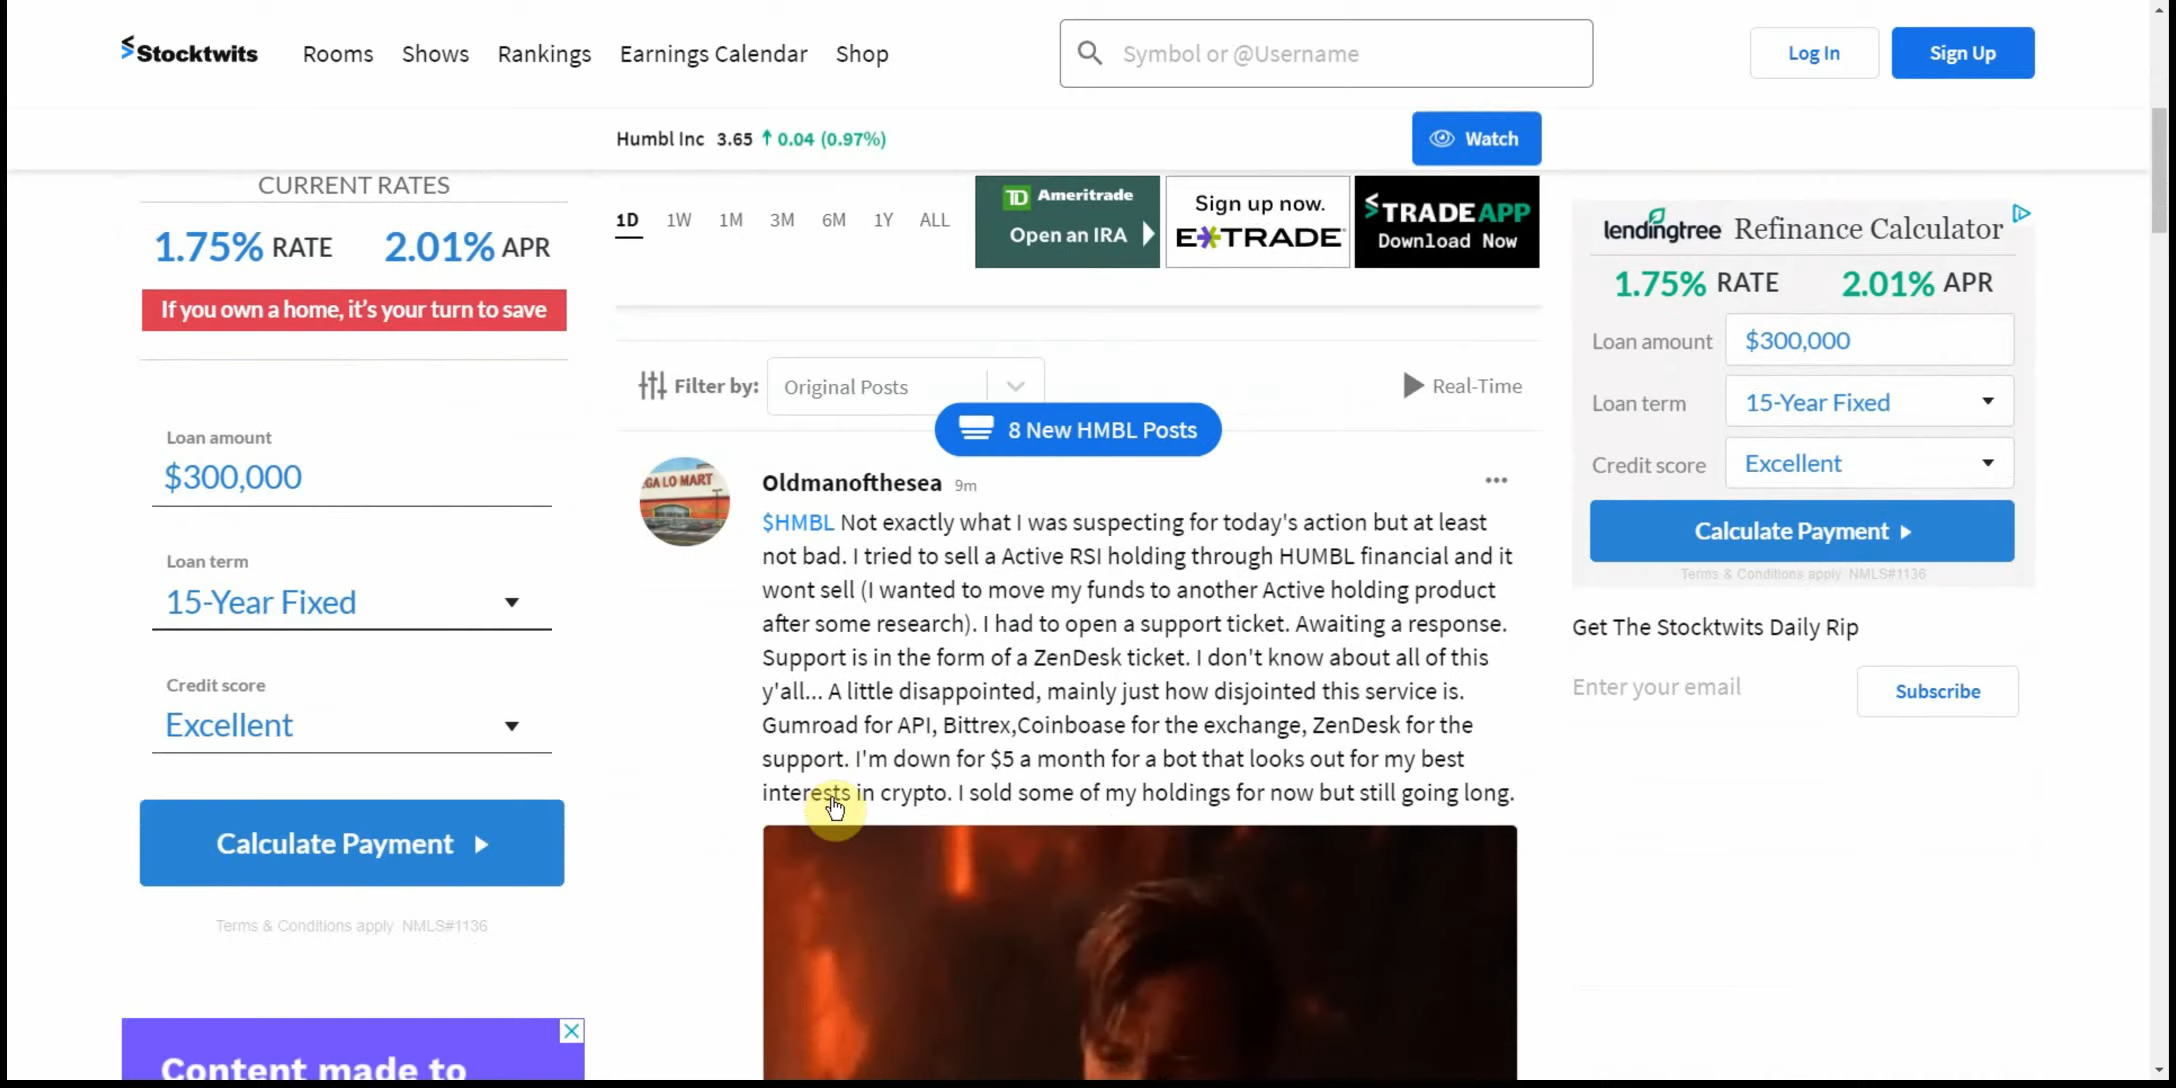 Stocktwits Rooms Shows Rankings Earnings Calendar Shop Symbol or @Username Log In Sign Up
Humbl Inc 3.65 ↑ 0.04 (0.97%) Watch
CURRENT RATES
1.75% RATE 2.01% APR
If you own a home, it's your turn to save
Loan amount
$300,000
Loan term
15-Year Fixed
Credit score
Excellent
Calculate Payment
Terms & Conditions apply NMLS#1136
Content made to
1D 1W 1M 3M 6M 1Y ALL
TD Ameritrade
Open an IRA
Sign up now.
E*TRADE
TRADEAPP
Download Now
Filter by: Original Posts Real-Time
8 New HMBL Posts
GA LO MART
Oldmanofthesea 9m
$HMBL Not exactly what I was suspecting for today's action but at least
not bad. I tried to sell a Active RSI holding through HUMBL financial and it
wont sell (I wanted to move my funds to another Active holding product
after some research). I had to open a support ticket. Awaiting a response.
Support is in the form of a ZenDesk ticket. I don't know about all of this
y'all... A little disappointed, mainly just how disjointed this service is.
Gumroad for API, Bittrex,Coinboase for the exchange, ZenDesk for the
support. I'm down for $5 a month for a bot that looks out for my best
interests in crypto. I sold some of my holdings for now but still going long.
lendingtree Refinance Calculator
1.75% RATE 2.01% APR
Loan amount $300,000
Loan term 15-Year Fixed
Credit score Excellent
Calculate Payment
Terms & Conditions apply NMLS#1136
Get The Stocktwits Daily Rip
Enter your email Subscribe